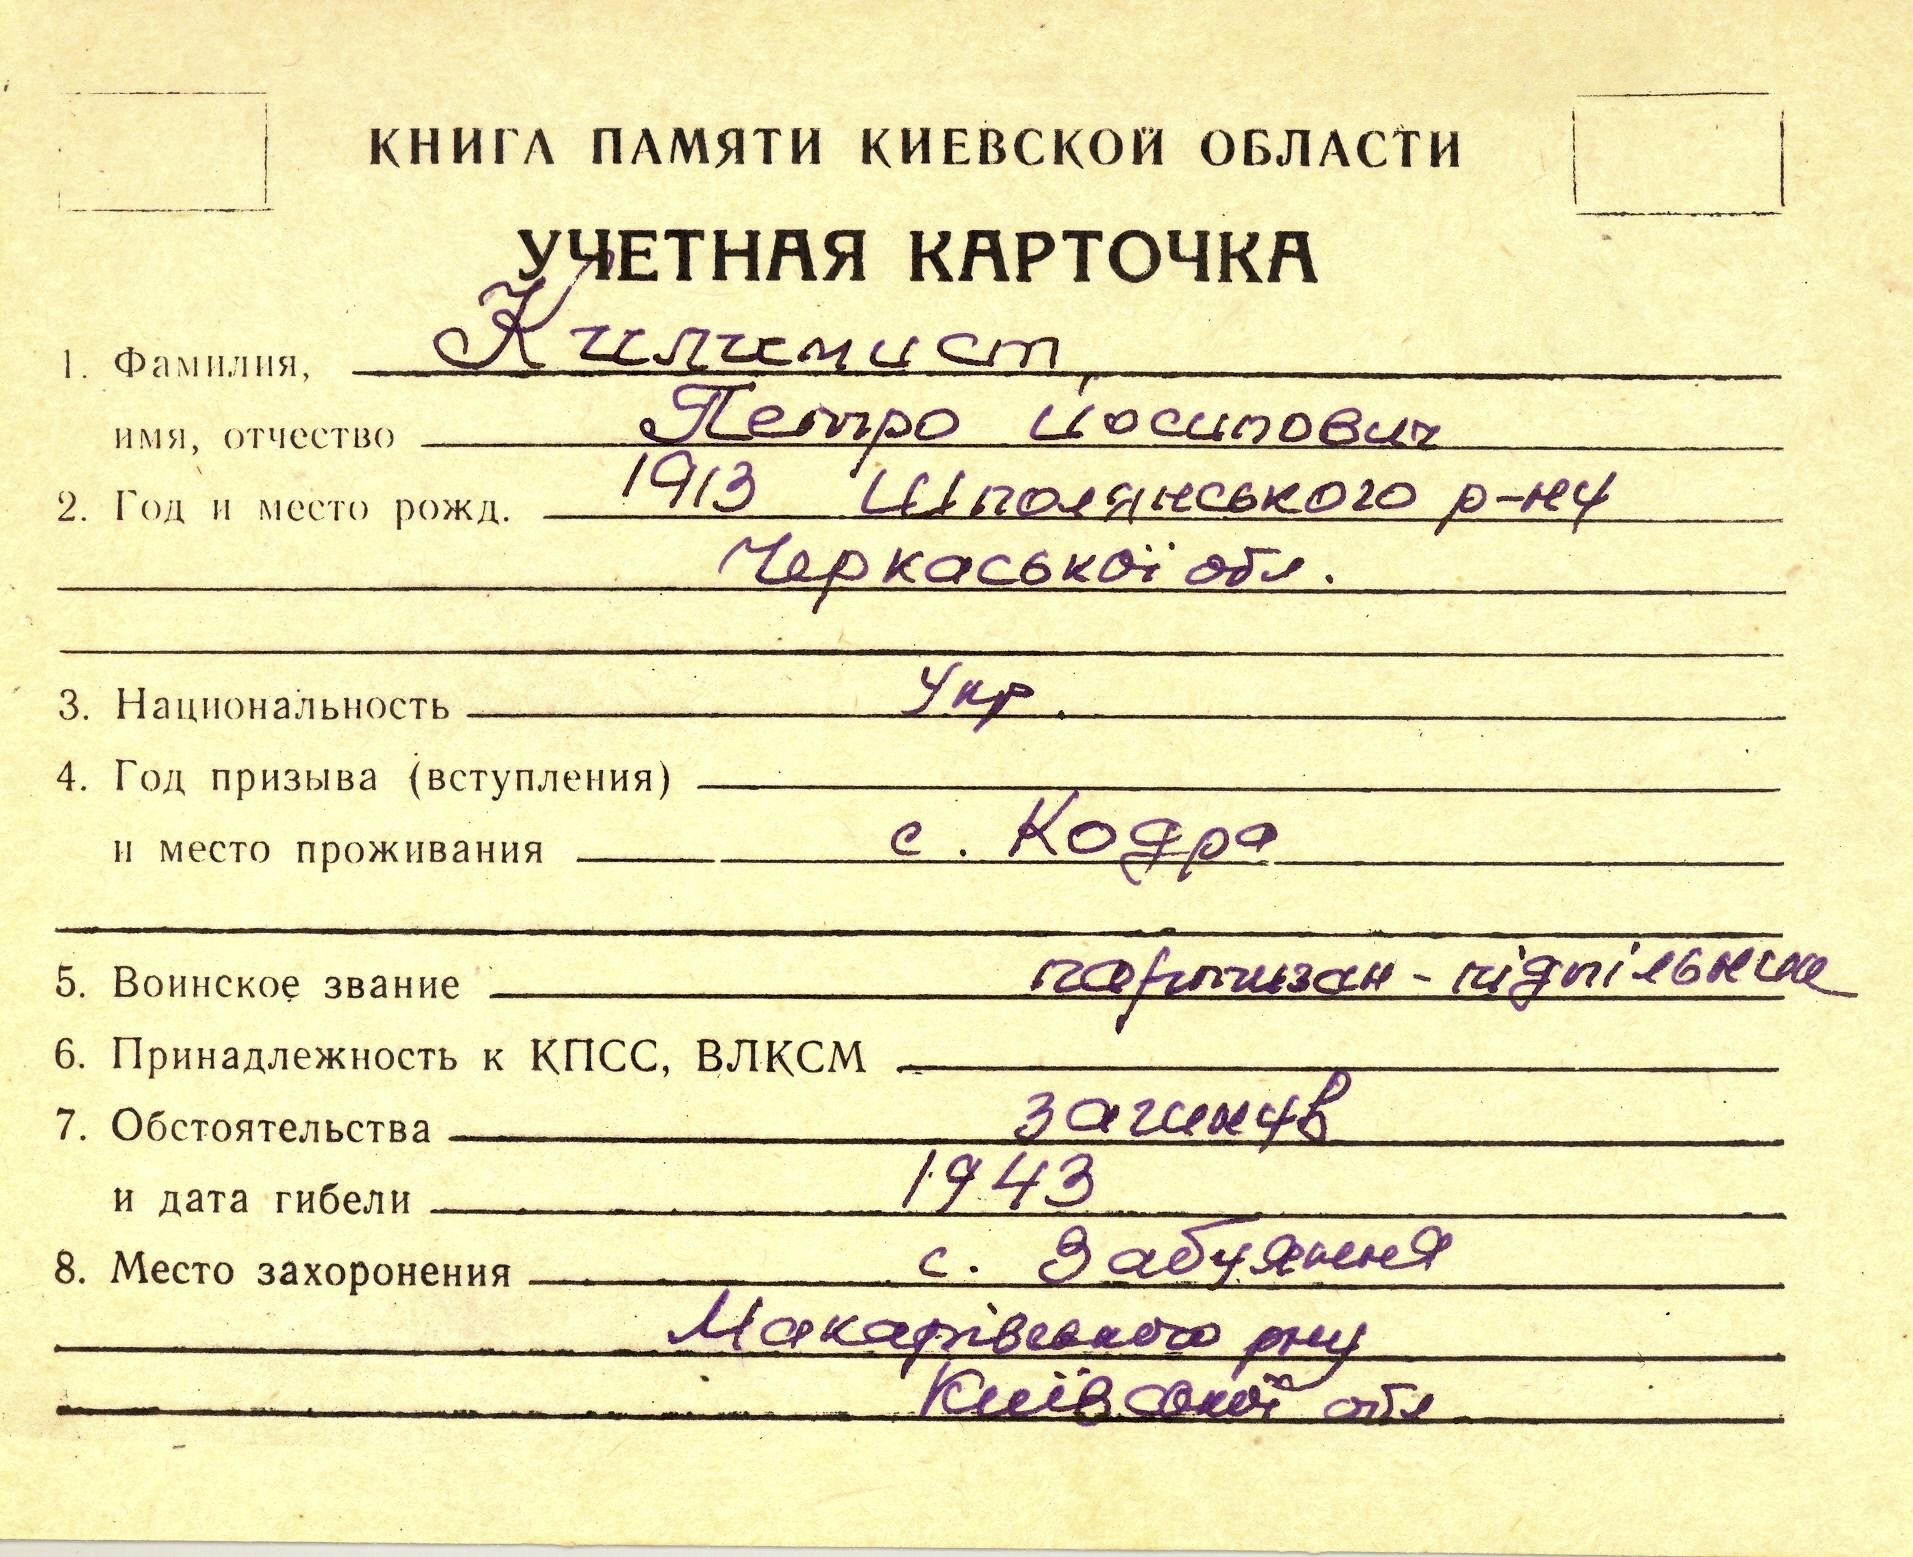 КНИГА ПАМЯТИ КИЕВСКОЙ ОБЛАСТИ
УЧЕТНАЯ КАРТОЧКА
1. Фамилия, Килимист
имя, отчество Петро Йосипович
2. Год и место рожд. 1913 Шполянського р-ну
Черкаської обл.
3. Национальность Укр.
4. Год призыва (вступления)
и место проживания с. Кодра
5. Воинское звание партизан-підпільник
6. Принадлежность к КПСС, ВЛКСМ
7. Обстоятельства загинув
и дата гибели 1943
8. Место захоронения с. Забуяння
Макарівського рну
Київської обл